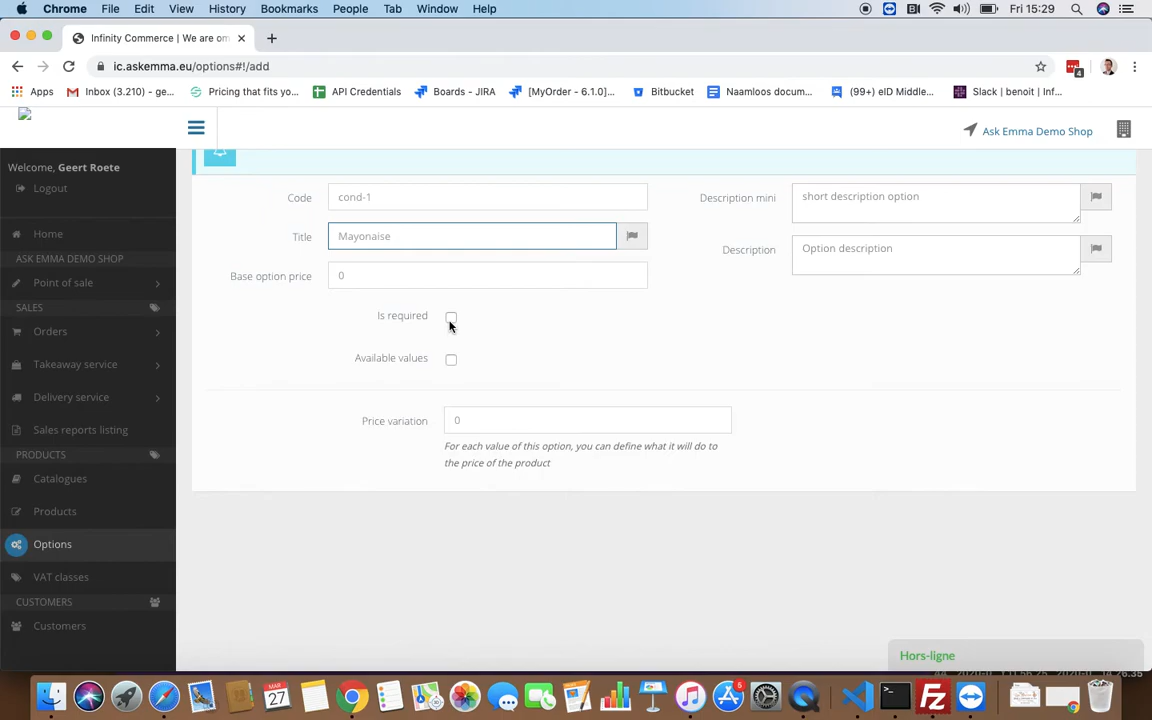 Chrome File Edit View History Bookmarks People Tab Window Help Fri 15:29
Infinity Commerce | We are om
ic.askemma.eu/options#!/add 4
Apps Inbox (3.210) - ge... Pricing that fits yo... API Credentials Boards - JIRA [MyOrder - 6.1.0]... Bitbucket Naamloos docum... (99+) eID Middle... Slack | benoit | Inf...
Ask Emma Demo Shop
Welcome, Geert Roete
Logout
Home
ASK EMMA DEMO SHOP
Point of sale
SALES
Orders
Takeaway service
Delivery service
Sales reports listing
PRODUCTS
Catalogues
Products
Options
VAT classes
CUSTOMERS
Customers
Code cond-1
Title Mayonaise
Base option price 0
Is required
Available values
Price variation 0
For each value of this option, you can define what it will do to
the price of the product
Description mini short description option
Description Option description
Hors-ligne
MAR
27
6